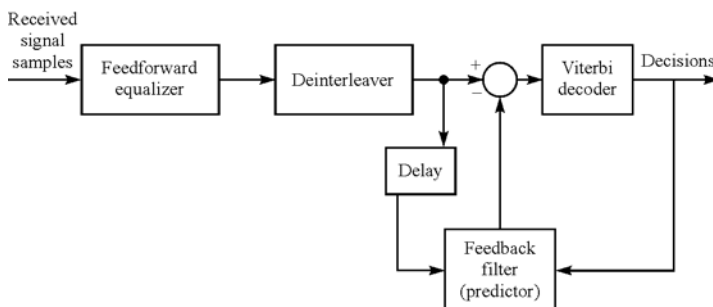 Received
signal
samples
Feedforward
equalizer
Deinterleaver
+
−
Viterbi
decoder
Decisions
Delay
Feedback
filter
(predictor)